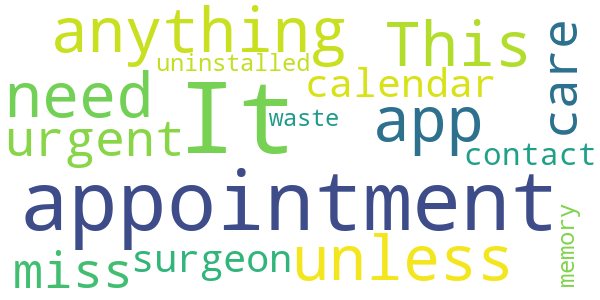 anything This care
uninstalled
need It calendar
urgent waste app
contact
appointment
miss surgeon unless memory